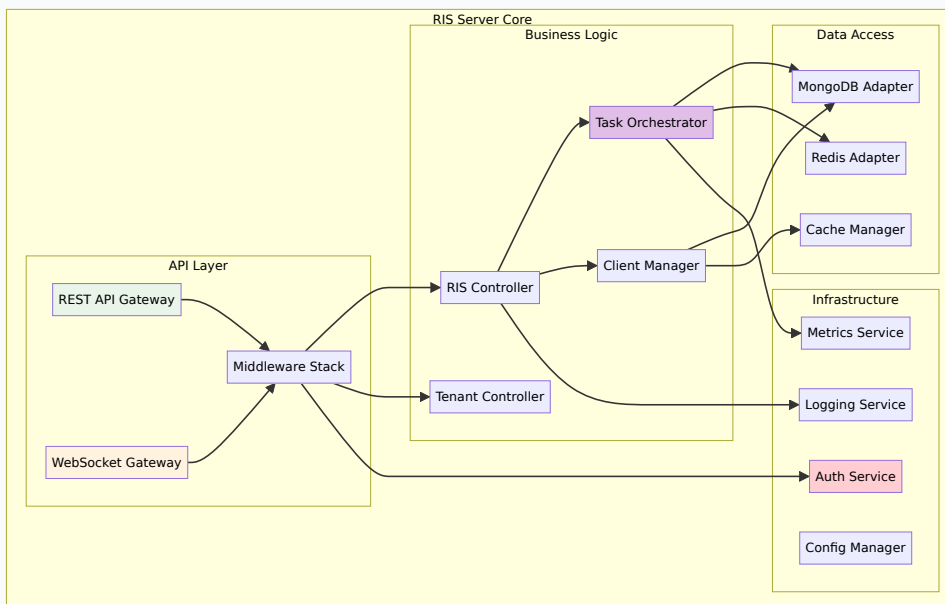 RIS Server Core
Business Logic
Data Access
MongoDB Adapter
Task Orchestrator
Redis Adapter
Cache Manager
API Layer
Client Manager
RIS Controller
REST API Gateway
Infrastructure
Metrics Service
Middleware Stack
Tenant Controller
Logging Service
WebSocket Gateway
Auth Service
Config Manager